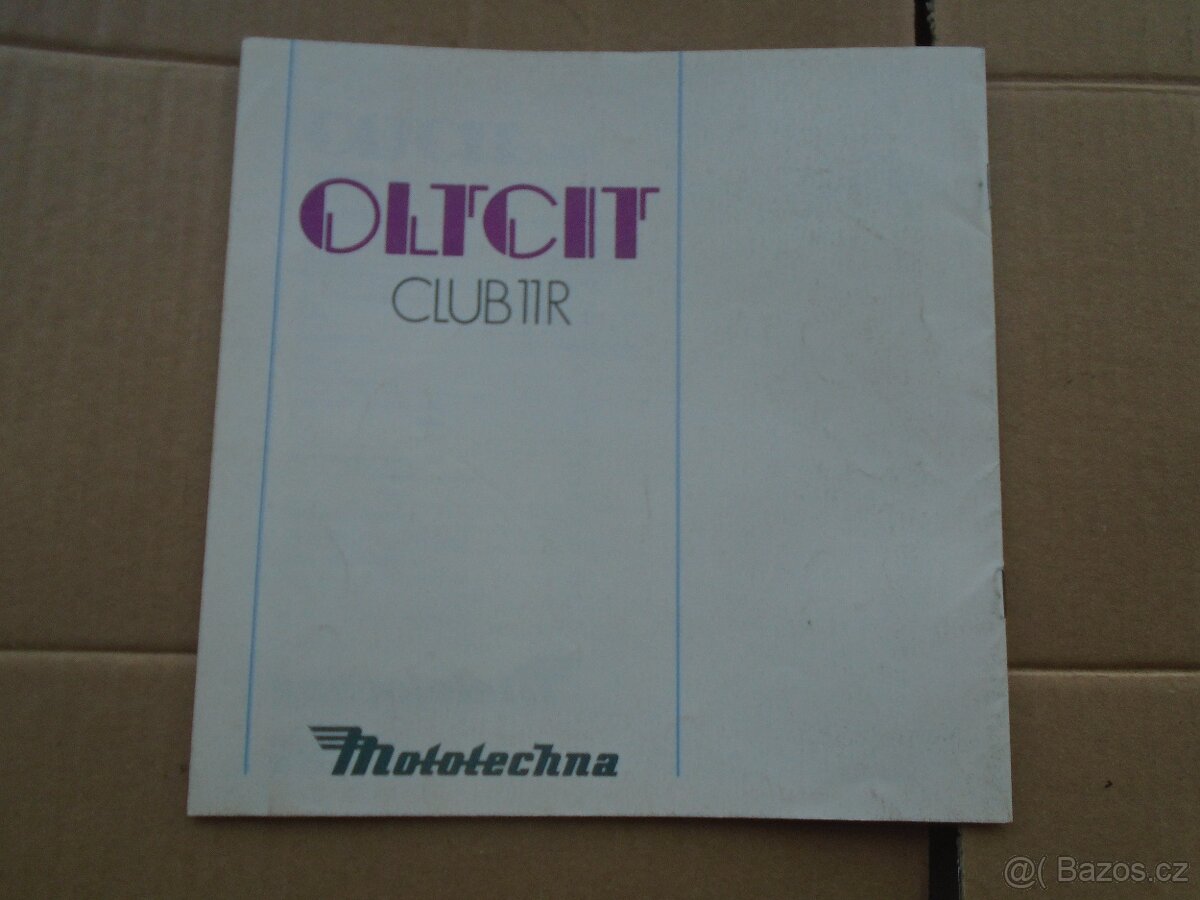 OLTCIT
CLUB 11R
Mototechna
@( Bazos.cz